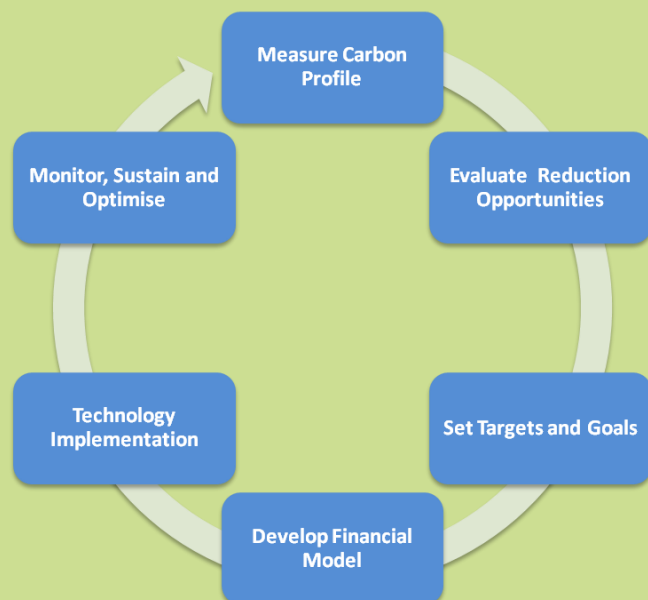 Measure Carbon
Profile
Evaluate Reduction
Opportunities
Set Targets and Goals
Develop Financial
Model
Technology
Implementation
Monitor, Sustain and
Optimise